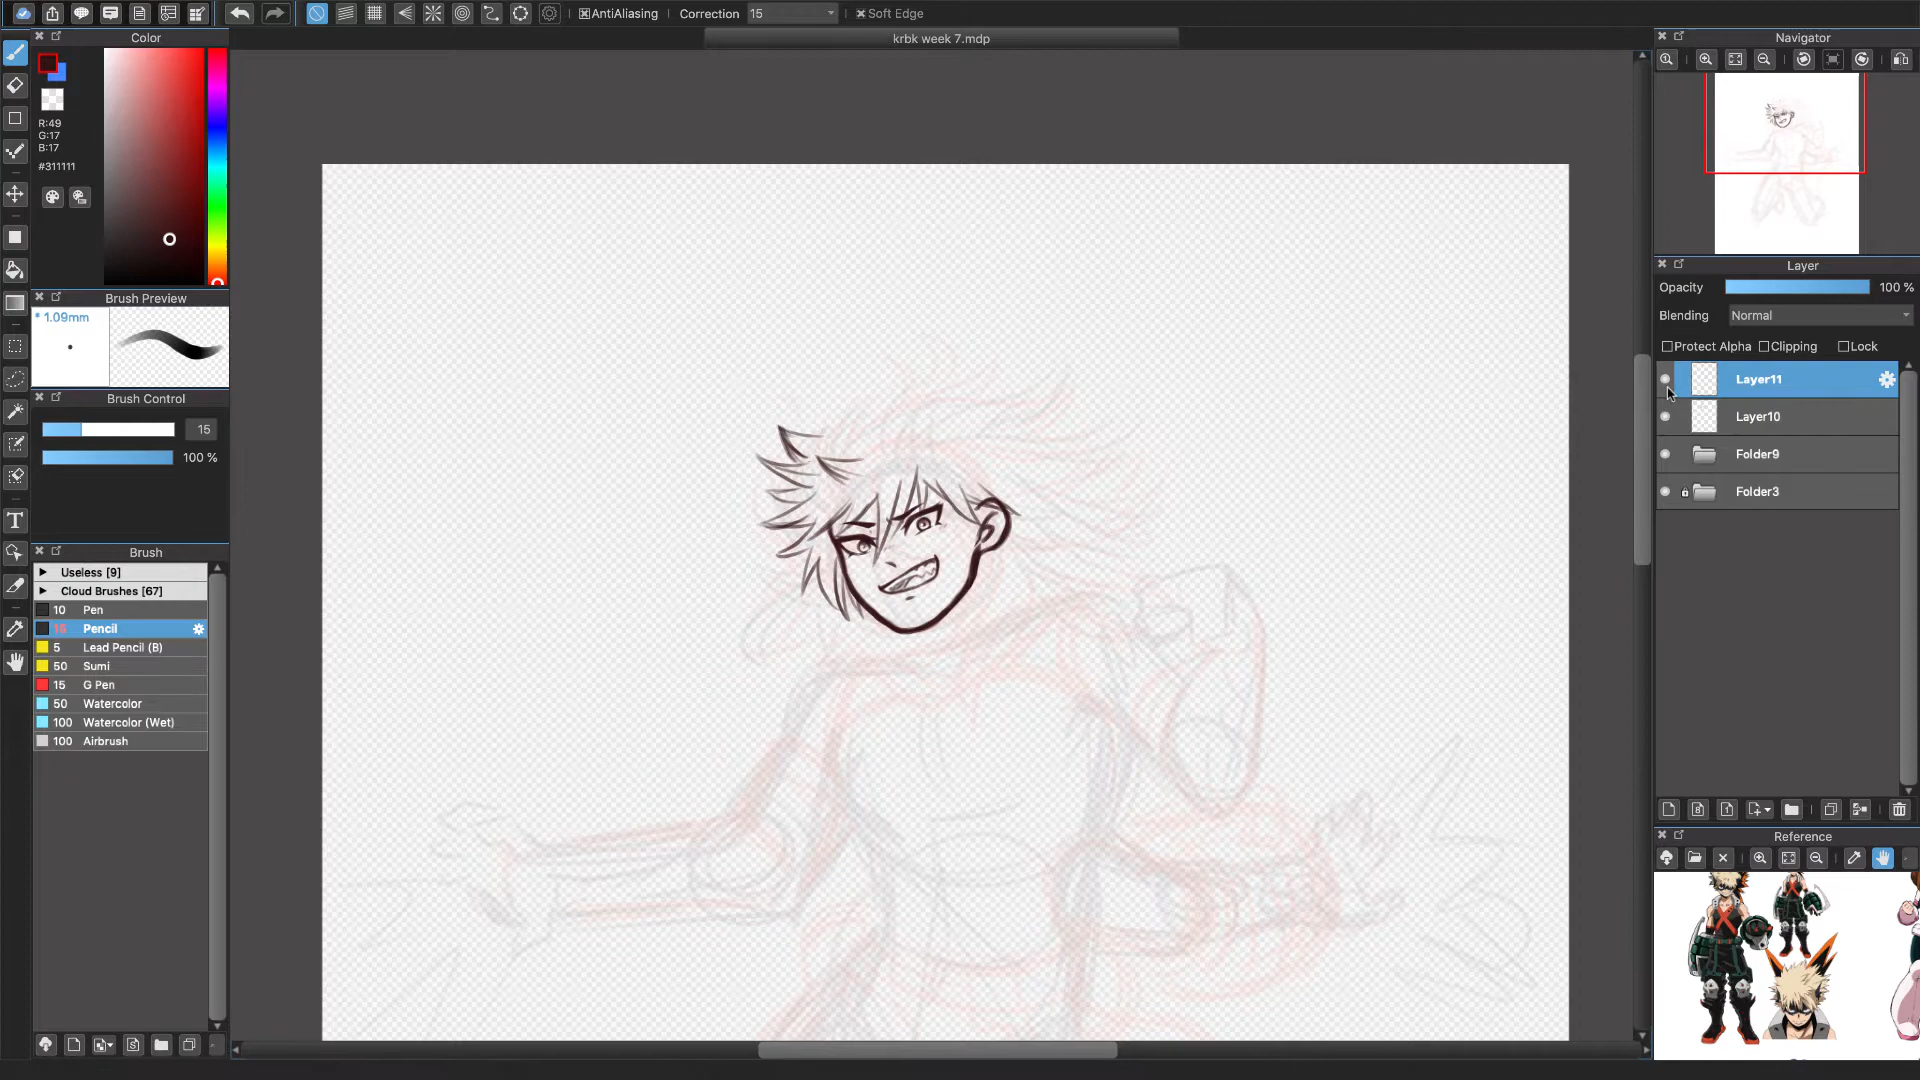 AntiAliasing Correction 15 Soft Edge
krbk week 7.mdp
Color
R:49
G:17
B:17
#311111
Brush Preview
* 1.09mm
Brush Control
15
100 %
Brush
Useless [9]
Cloud Brushes [67]
10 Pen
15 Pencil
5 Lead Pencil (B)
50 Sumi
15 G Pen
50 Watercolor
100 Watercolor (Wet)
100 Airbrush
Navigator
Layer
Opacity 100 %
Blending Normal
Protect Alpha Clipping Lock
Layer11
Layer10
Folder9
Folder3
Reference